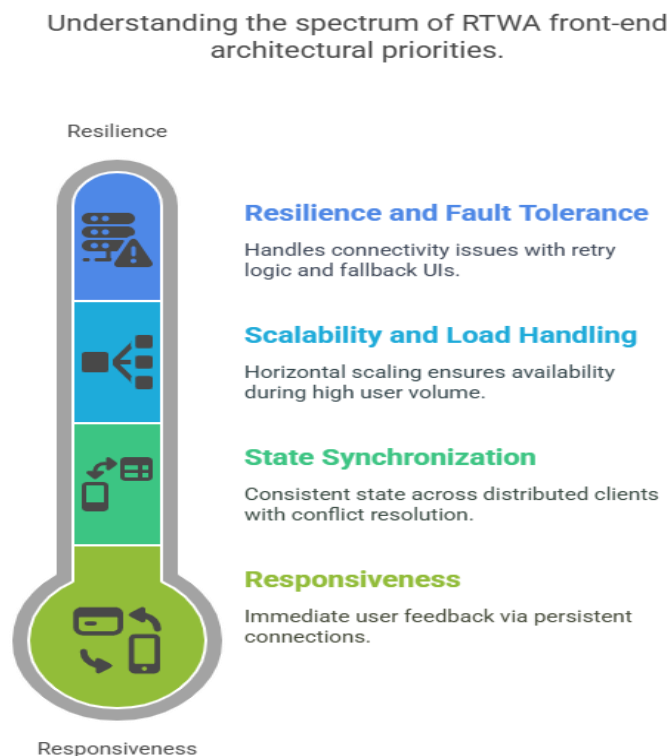 Understanding the spectrum of RTWA front-end
architectural priorities.
Resilience
Resilience and Fault Tolerance
Handles connectivity issues with retry
logic and fallback UIs.
Scalability and Load Handling
Horizontal scaling ensures availability
during high user volume.
State Synchronization
Consistent state across distributed clients
with conflict resolution.
Responsiveness
Immediate user feedback via persistent
connections.
Responsiveness